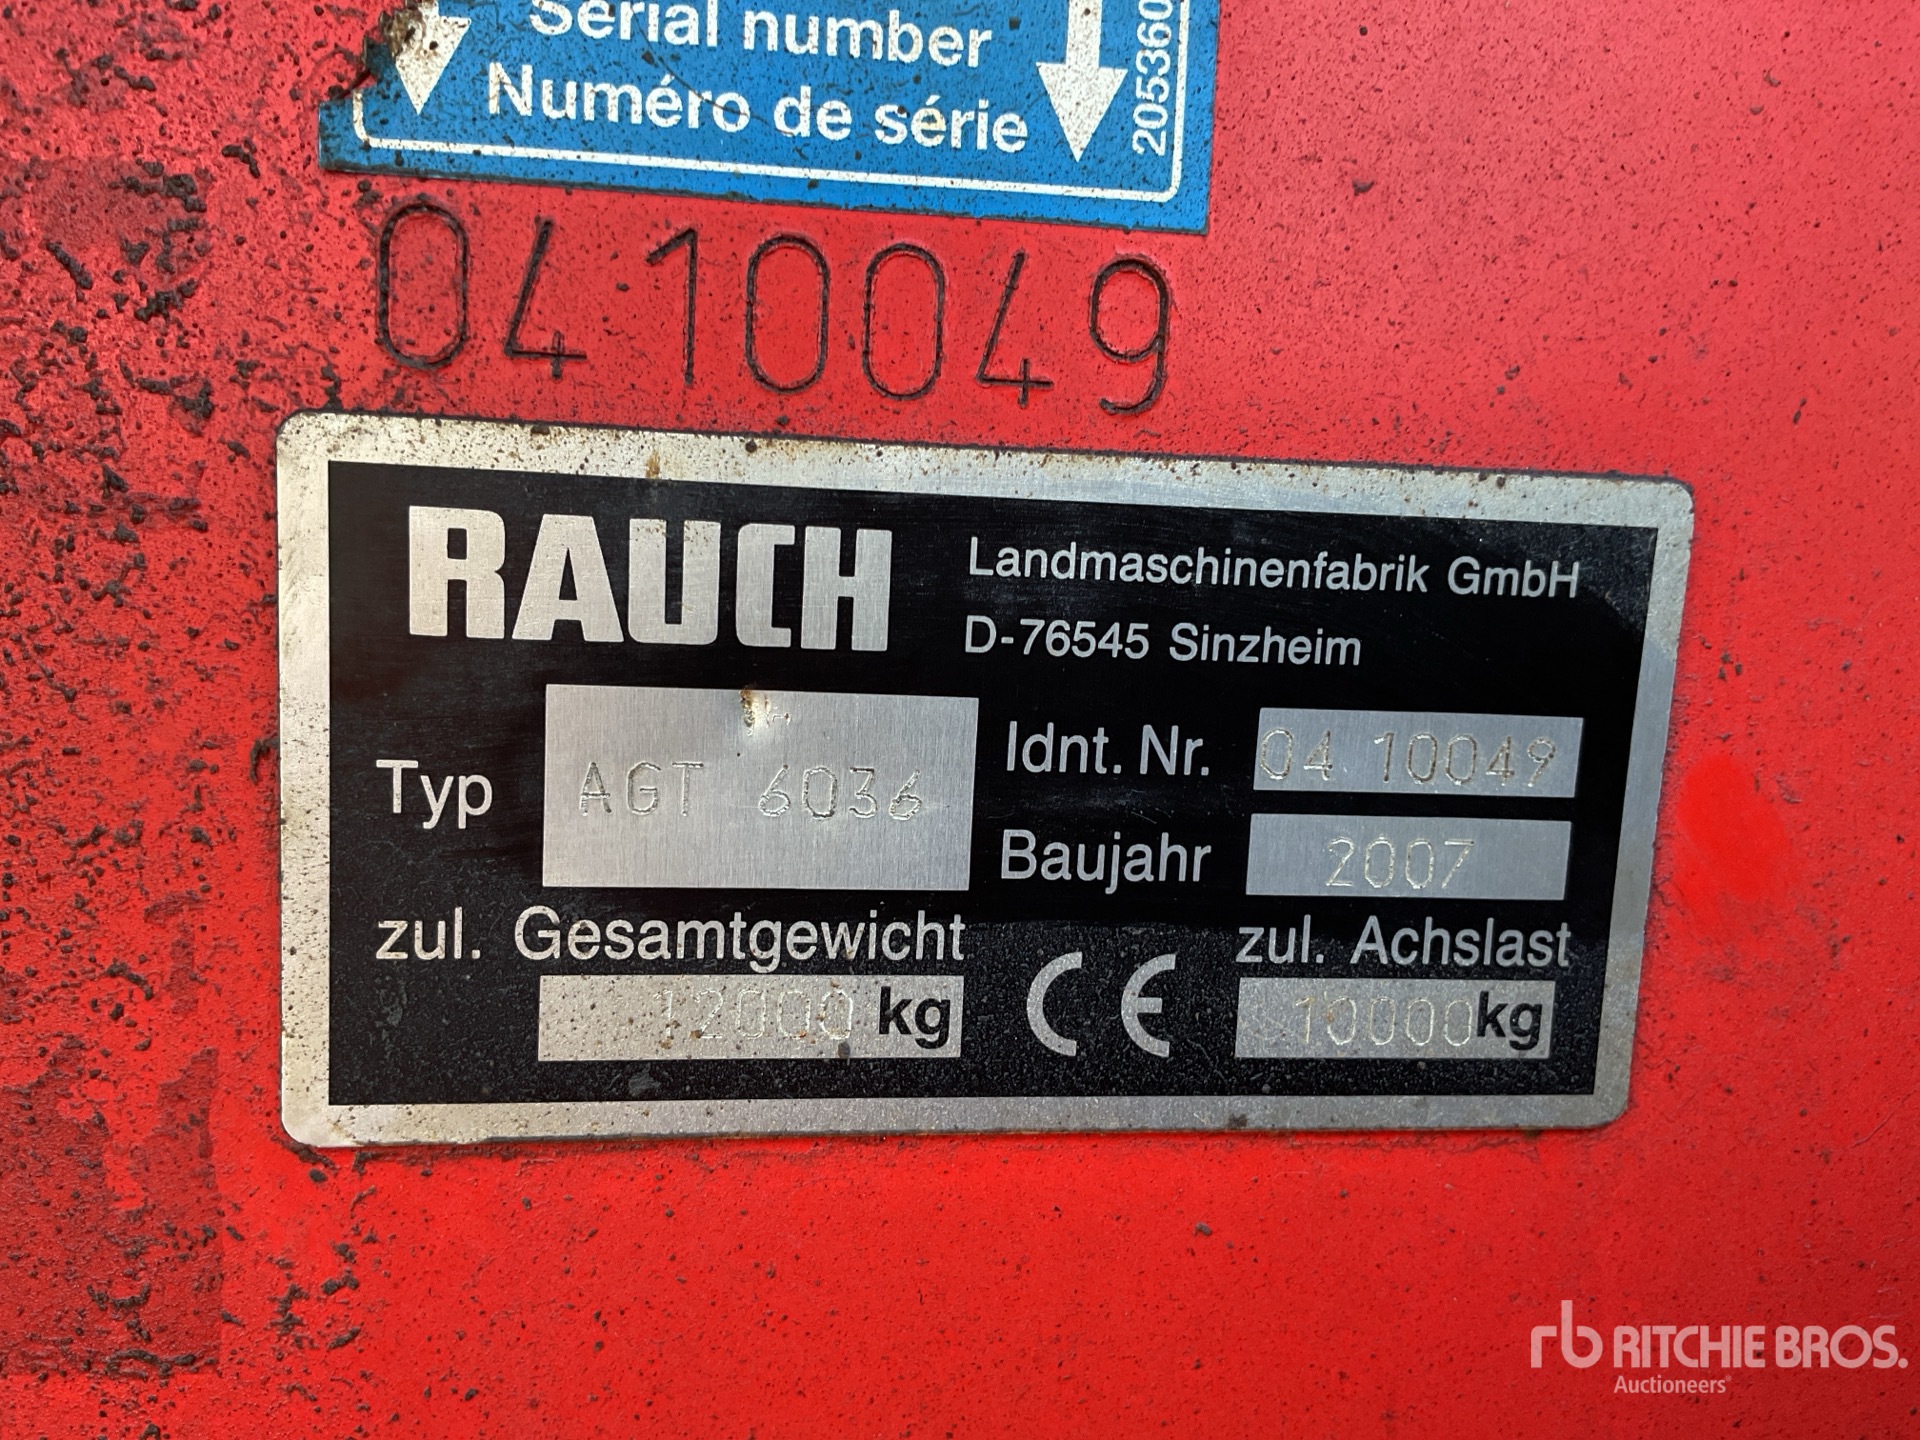 Serial number
Numéro de série
205360
0410049
RAUCH
Landmaschinenfabrik GmbH
D-76545 Sinzheim
Typ AGT 6036
Idnt. Nr. 04 10049
Baujahr 2007
zul. Gesamtgewicht
12000 kg
CE
zul. Achslast
10000 kg
rb RITCHIE BROS.
Auctioneers